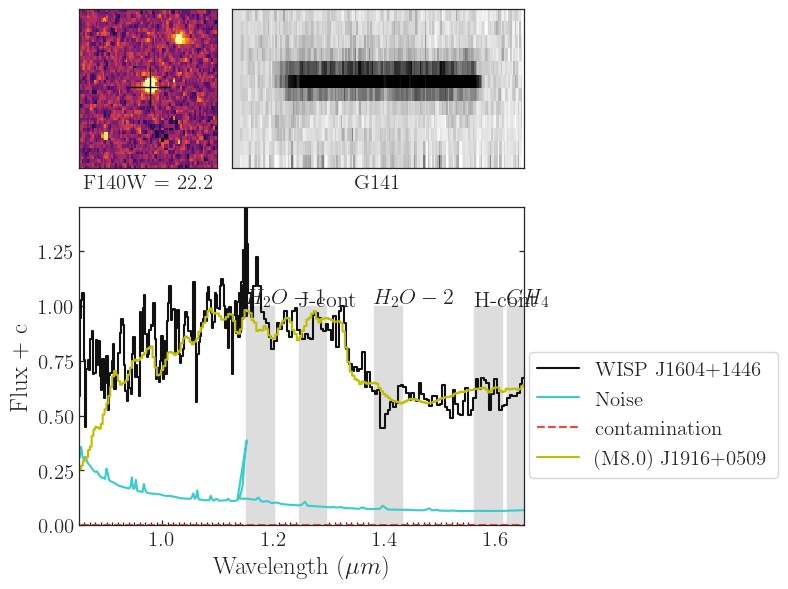 F140W = 22.2
G141
H₂O − 1
J-cont
H₂O − 2
H-cont
CH₄
Flux + c
1.25
1.00
0.75
0.50
0.25
0.00
1.0
1.2
1.4
1.6
Wavelength (μm)
WISP J1604+1446
Noise
contamination
(M8.0) J1916+0509